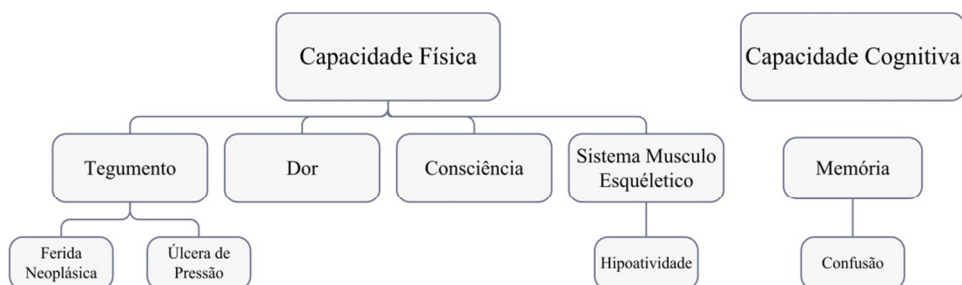 Capacidade Física
Capacidade Cognitiva
Tegumento
Dor
Consciência
Sistema Musculo
Esquéletico
Memória
Ferida
Neoplásica
Úlcera de
Pressão
Hipoatividade
Confusão